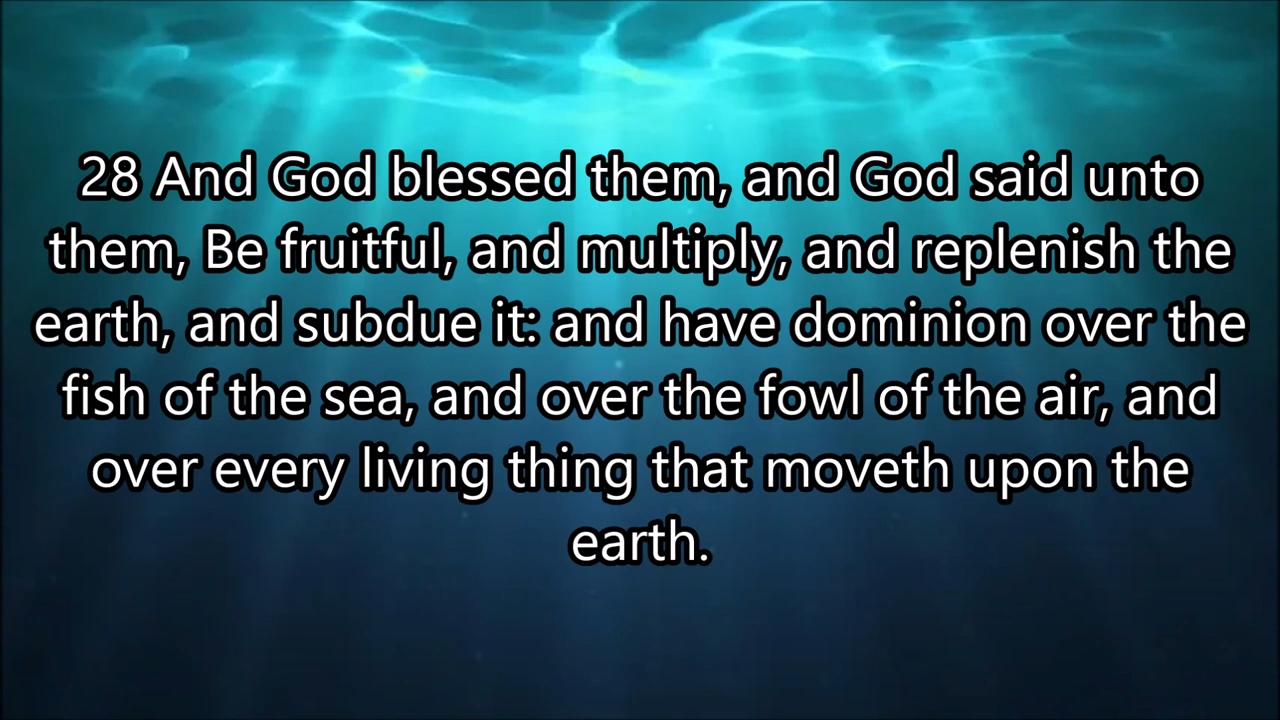 28 And God blessed them, and God said unto
them, Be fruitful, and multiply, and replenish the
earth, and subdue it: and have dominion over the
fish of the sea, and over the fowl of the air, and
over every living thing that moveth upon the
earth.